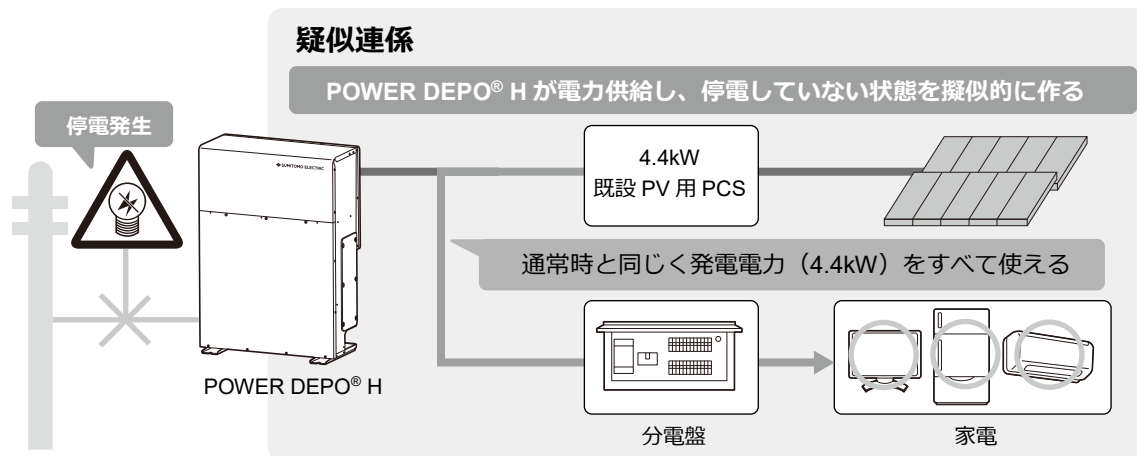 疑似連係
POWER DEPO® H が電力供給し、停電していない状態を擬似的に作る
停電発生
SUMITOMO ELECTRIC
4.4kW
既設 PV 用 PCS
通常時と同じく発電電力（4.4kW）をすべて使える
POWER DEPO® H
分電盤
家電